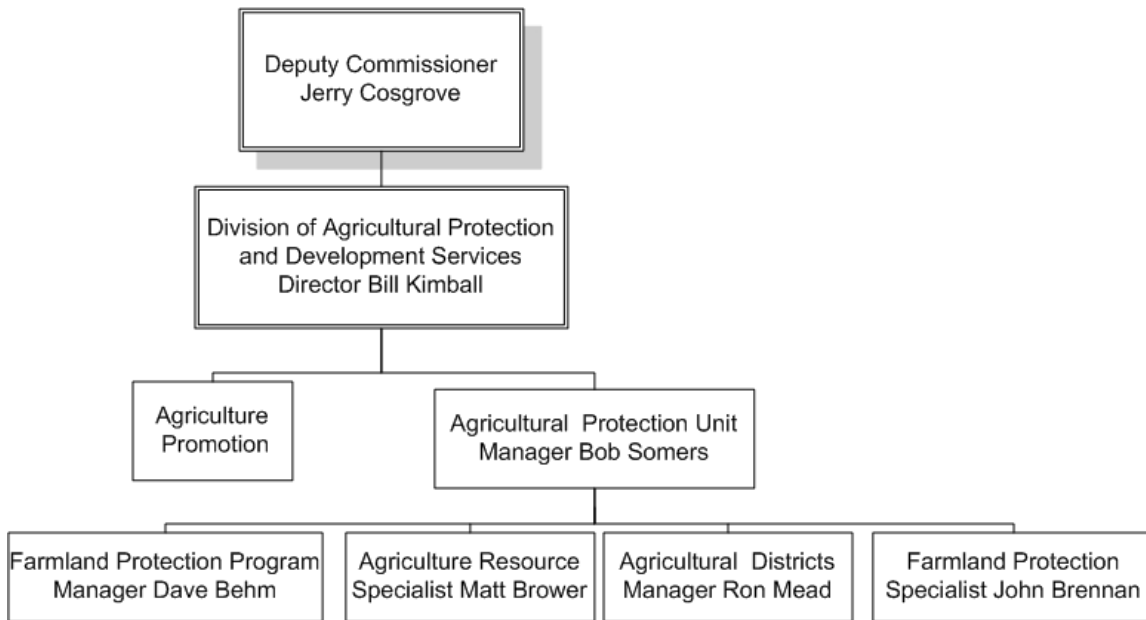 Deputy Commissioner
Jerry Cosgrove
Division of Agricultural Protection
and Development Services
Director Bill Kimball
Agriculture
Promotion
Agricultural Protection Unit
Manager Bob Somers
Farmland Protection Program
Manager Dave Behm
Agriculture Resource
Specialist Matt Brower
Agricultural Districts
Manager Ron Mead
Farmland Protection
Specialist John Brennan